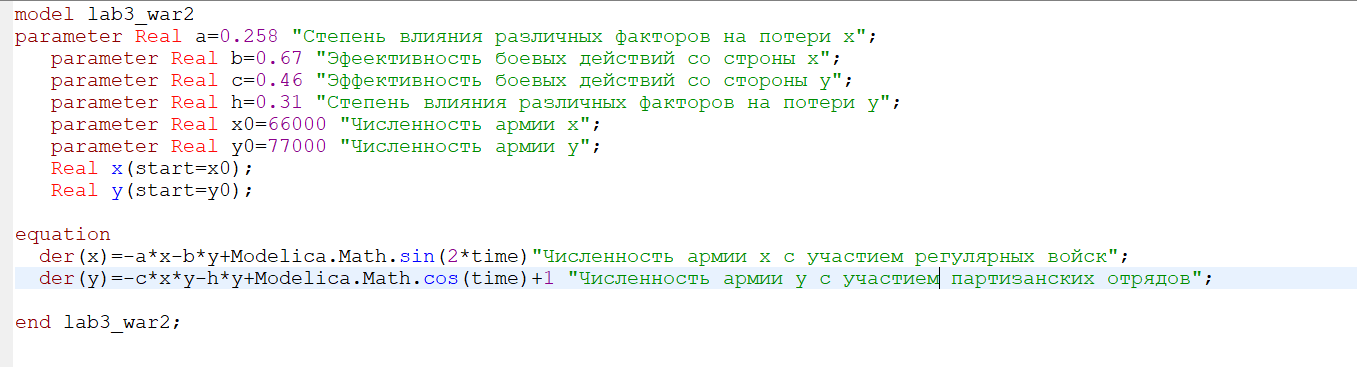 model lab3_war2
parameter Real a=0.258 "Степень влияния различных факторов на потери x";
parameter Real b=0.67 "Эфеективность боевых действий со строны x";
parameter Real c=0.46 "Эффективность боевых действий со стороны y";
parameter Real h=0.31 "Степень влияния различных факторов на потери y";
parameter Real x0=66000 "Численность армии x";
parameter Real y0=77000 "Численность армии y";
Real x(start=x0);
Real y(start=y0);
equation
der(x)=-a*x-b*y+Modelica.Math.sin(2*time)"Численность армии x с участием регулярных войск";
der(y)=-c*x*y-h*y+Modelica.Math.cos(time)+1 "Численность армии y с участием партизанских отрядов";
end lab3_war2;